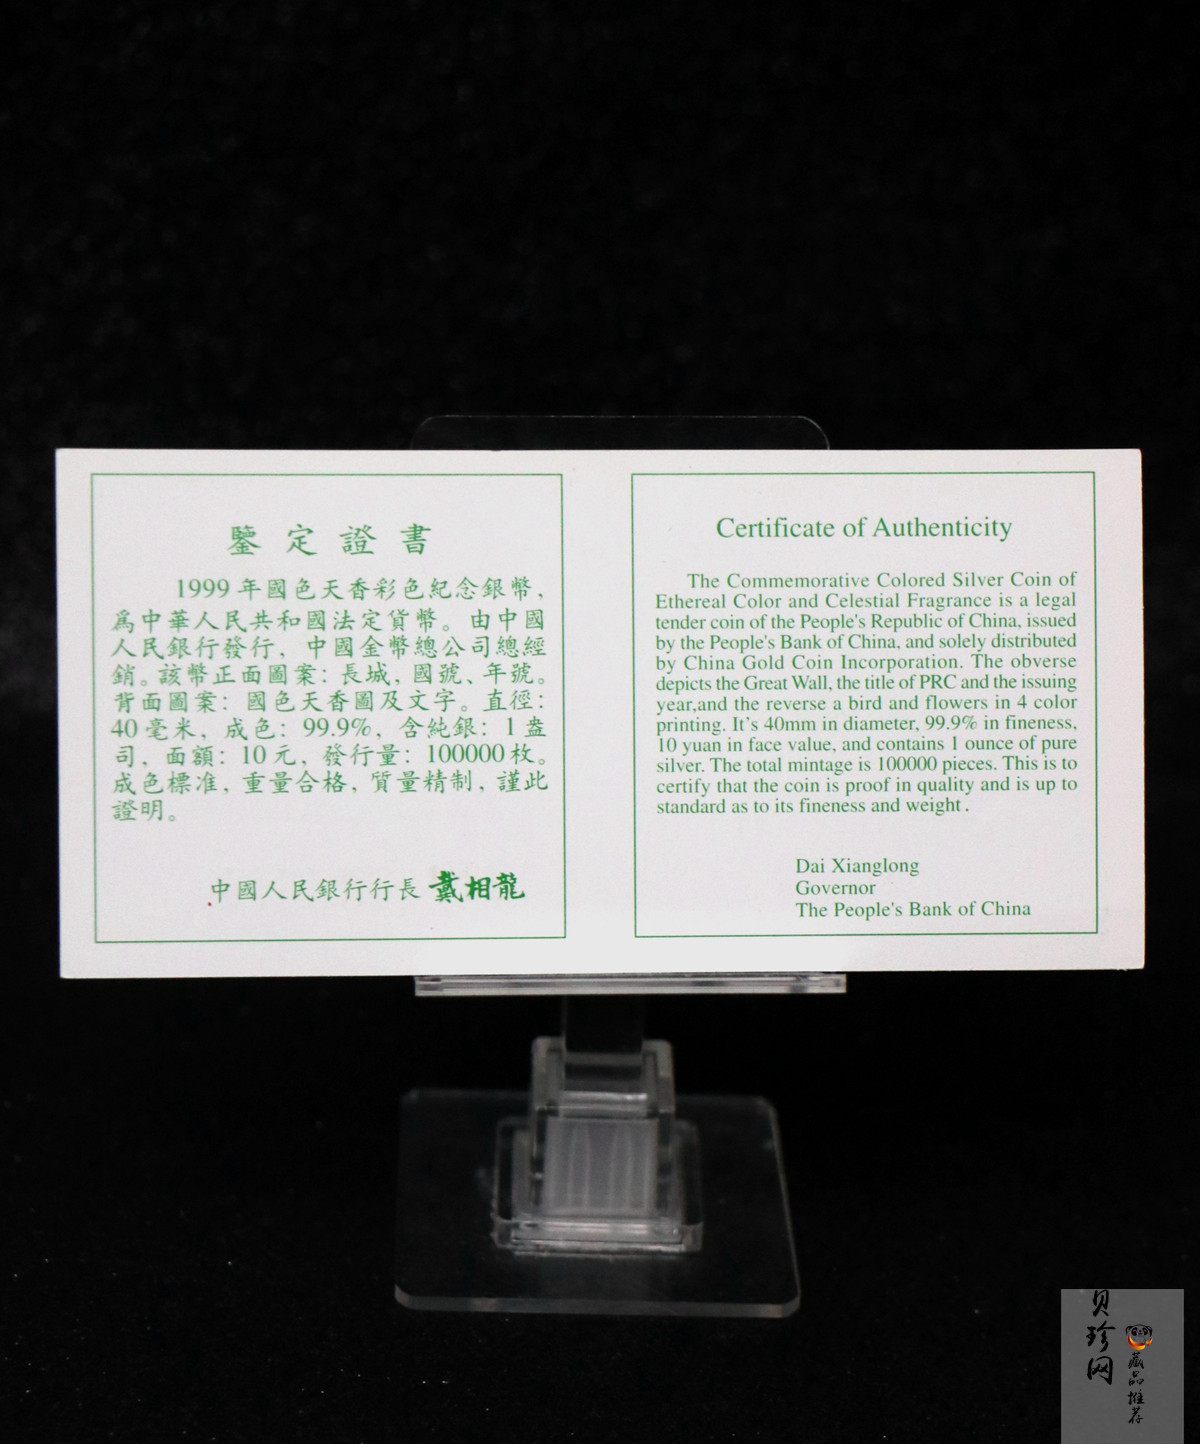 鑒定證書
1999年國色天香彩色紀念銀幣,
爲中華人民共和國法定貨幣。由中國
人民銀行發行, 中國金幣總公司總經
銷。該幣正面圖案: 長城, 國號、年號。
背面圖案: 國色天香圖及文字。直徑:
40毫米, 成色: 99.9%, 含純銀: 1盎
司, 面額: 10元, 發行量: 100000枚。
成色標准, 重量合格, 質量精制, 謹此
證明。
中國人民銀行行長 戴相龍
Certificate of Authenticity
The Commemorative Colored Silver Coin of
Ethereal Color and Celestial Fragrance is a legal
tender coin of the People's Republic of China, issued
by the People's Bank of China, and solely distributed
by China Gold Coin Incorporation. The obverse
depicts the Great Wall, the title of PRC and the issuing
year,and the reverse a bird and flowers in 4 color
printing. It's 40mm in diameter, 99.9% in fineness,
10 yuan in face value, and contains 1 ounce of pure
silver. The total mintage is 100000 pieces. This is to
certify that the coin is proof in quality and is up to
standard as to its fineness and weight.
Dai Xianglong
Governor
The People's Bank of China
贝珍网
藏品推荐